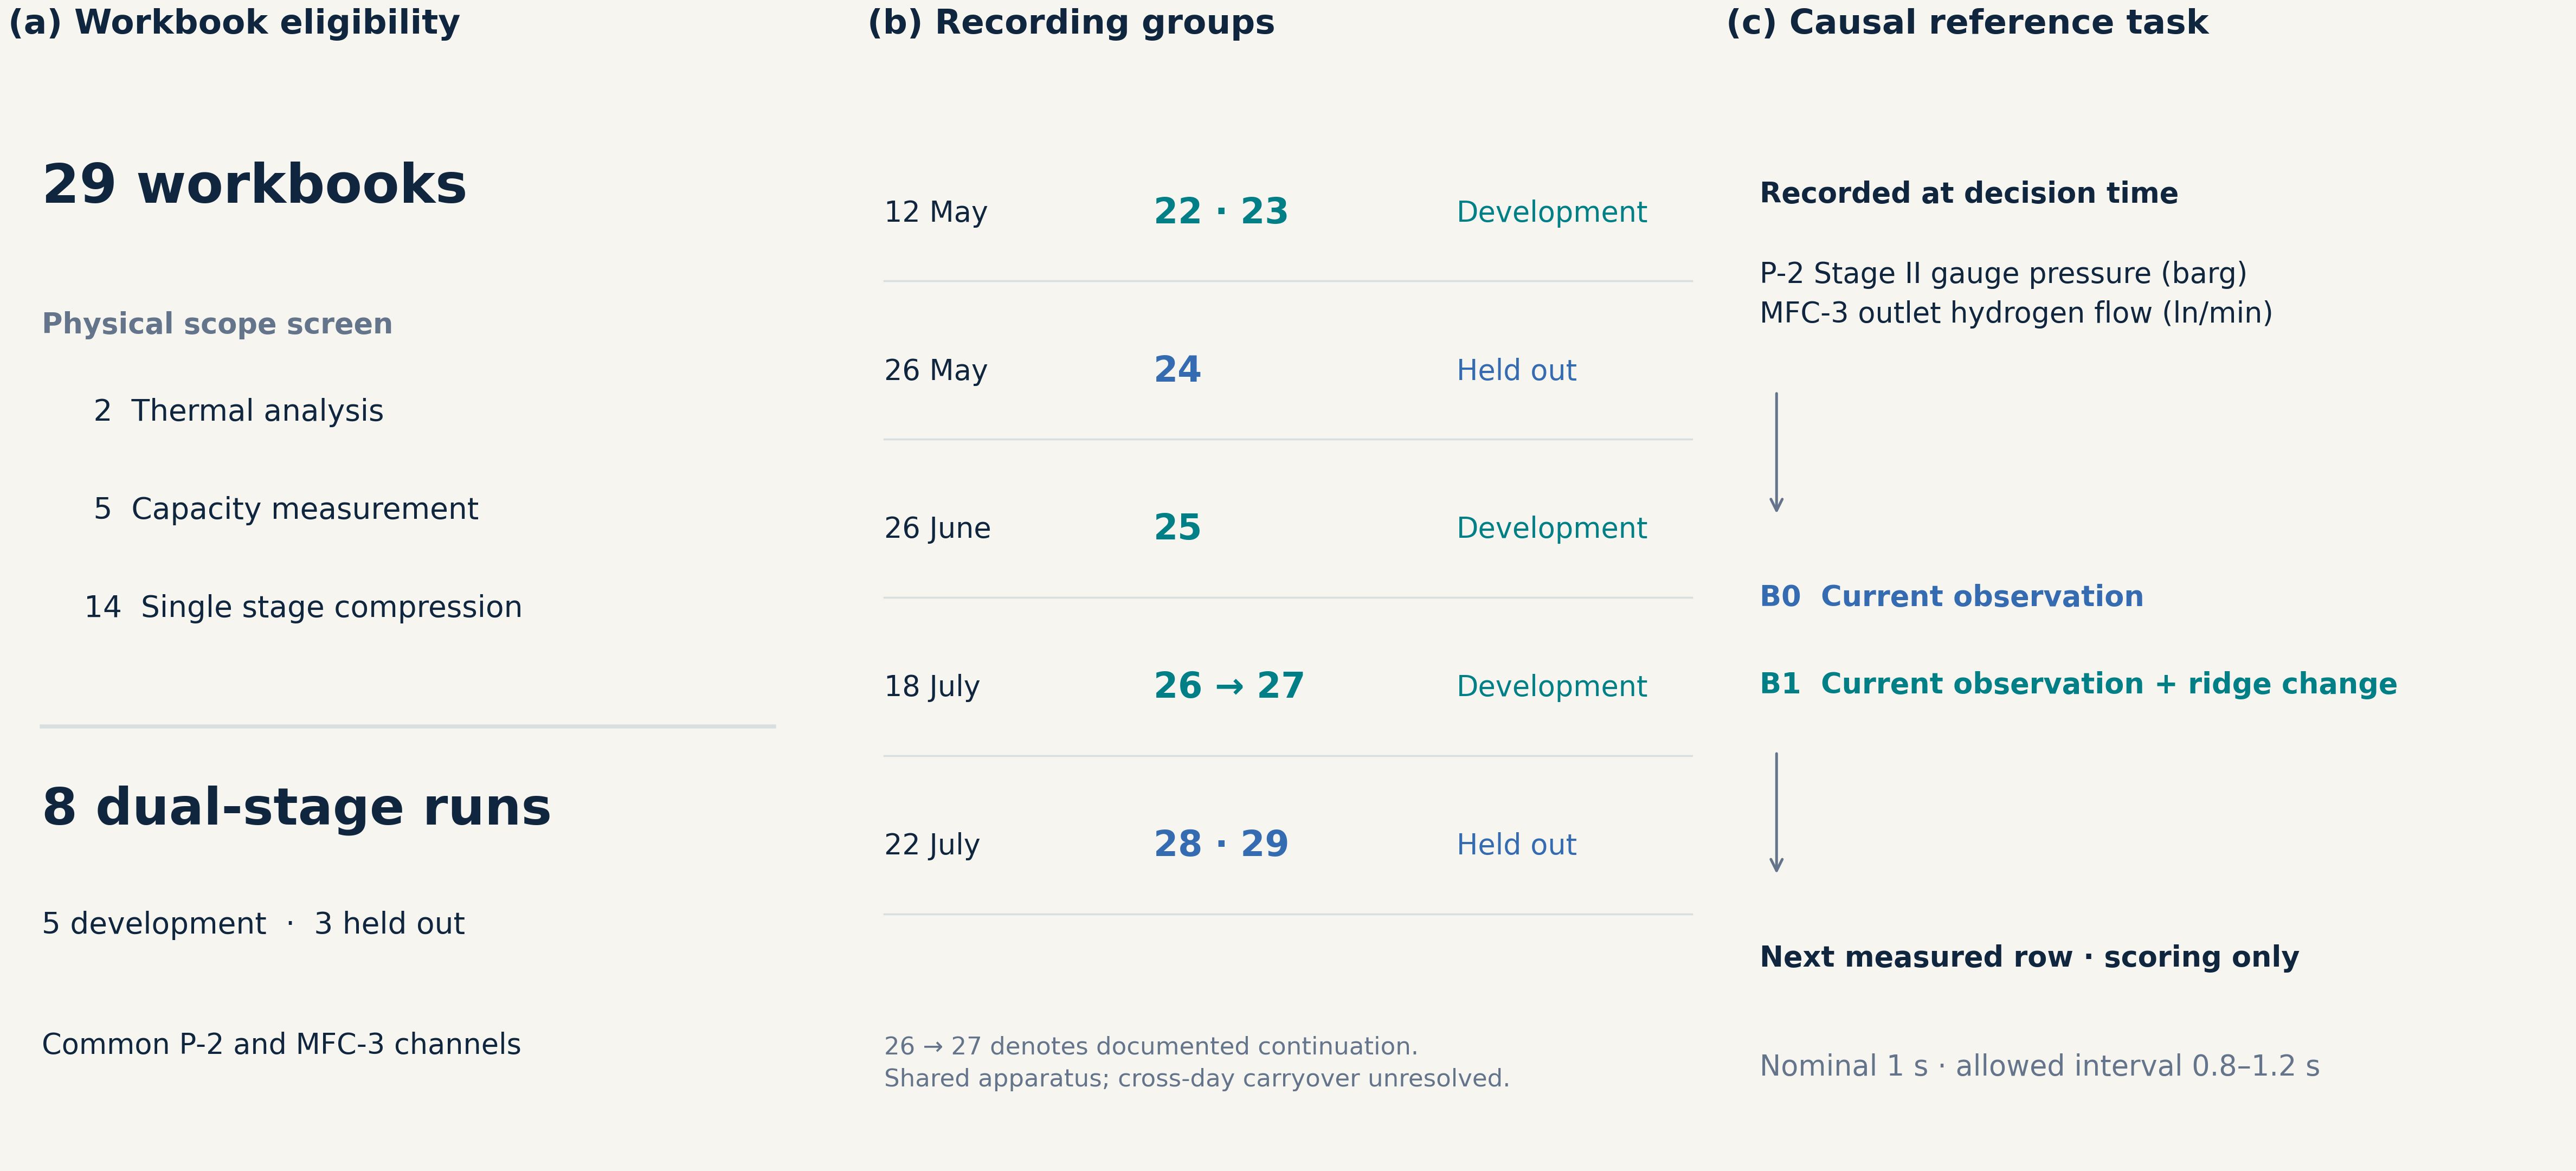 (a) Workbook eligibility
29 workbooks
Physical scope screen
2 Thermal analysis
5 Capacity measurement
14 Single stage compression
8 dual-stage runs
5 development · 3 held out
Common P-2 and MFC-3 channels
(b) Recording groups
12 May 22 · 23 Development
26 May 24 Held out
26 June 25 Development
18 July 26 → 27 Development
22 July 28 · 29 Held out
26 → 27 denotes documented continuation.
Shared apparatus; cross-day carryover unresolved.
(c) Causal reference task
Recorded at decision time
P-2 Stage II gauge pressure (barg)
MFC-3 outlet hydrogen flow (ln/min)
B0 Current observation
B1 Current observation + ridge change
Next measured row · scoring only
Nominal 1 s · allowed interval 0.8–1.2 s